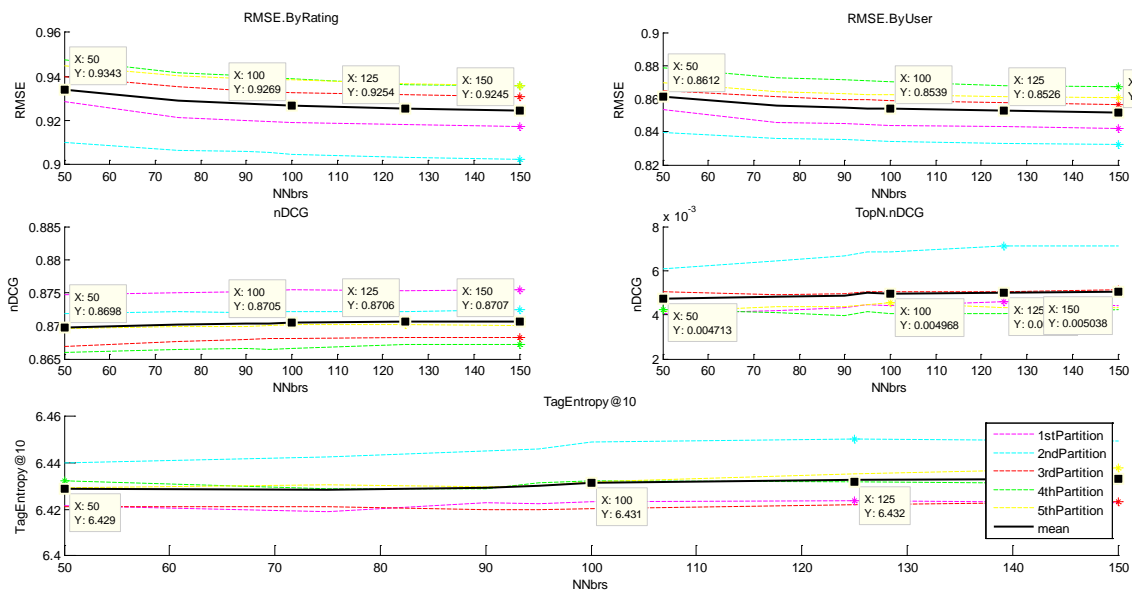 RMSE.ByRating
RMSE
0.96
0.94
0.92
0.9
X: 50
Y: 0.9343
X: 100
Y: 0.9269
X: 125
Y: 0.9254
X: 150
Y: 0.9245
50 60 70 80 90 100 110 120 130 140 150
NNbrs
RMSE.ByUser
RMSE
0.9
0.88
0.86
0.84
0.82
X: 50
Y: 0.8612
X: 100
Y: 0.8539
X: 125
Y: 0.8526
X
Y
50 60 70 80 90 100 110 120 130 140 150
NNbrs
nDCG
nDCG
0.885
0.88
0.875
0.87
0.865
X: 50
Y: 0.8698
X: 100
Y: 0.8705
X: 125
Y: 0.8706
X: 150
Y: 0.8707
50 60 70 80 90 100 110 120 130 140 150
NNbrs
TopN.nDCG
x 10-3
nDCG
8
6
4
2
X: 50
Y: 0.004713
X: 100
Y: 0.004968
X: 125
Y: 0.0
X: 150
Y: 0.005038
50 60 70 80 90 100 110 120 130 140 150
NNbrs
TagEntropy@10
TagEntropy@10
6.46
6.44
6.42
6.4
X: 50
Y: 6.429
X: 100
Y: 6.431
X: 125
Y: 6.432
1stPartition
2ndPartition
3rdPartition
4thPartition
5thPartition
mean
50 60 70 80 90 100 110 120 130 140 150
NNbrs